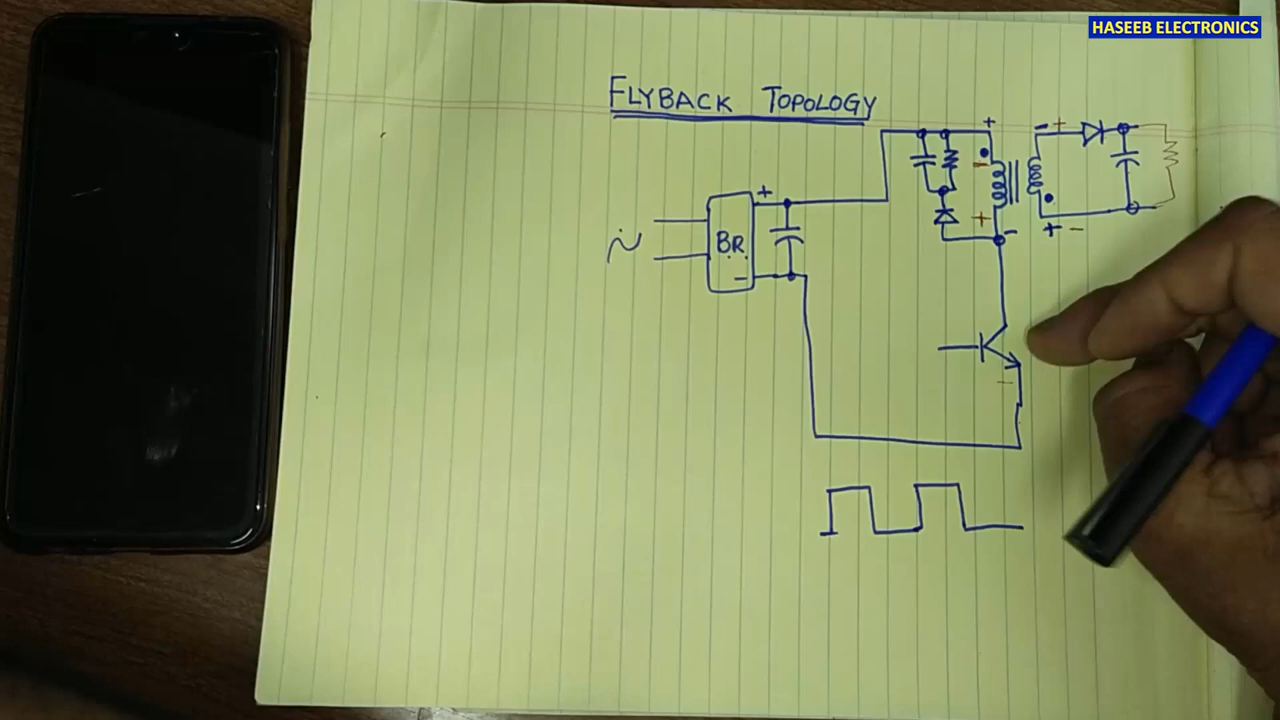 HASEEB ELECTRONICS
FLYBACK TOPOLOGY
+ + - +
-
+ ~ BR
+ - + -
-